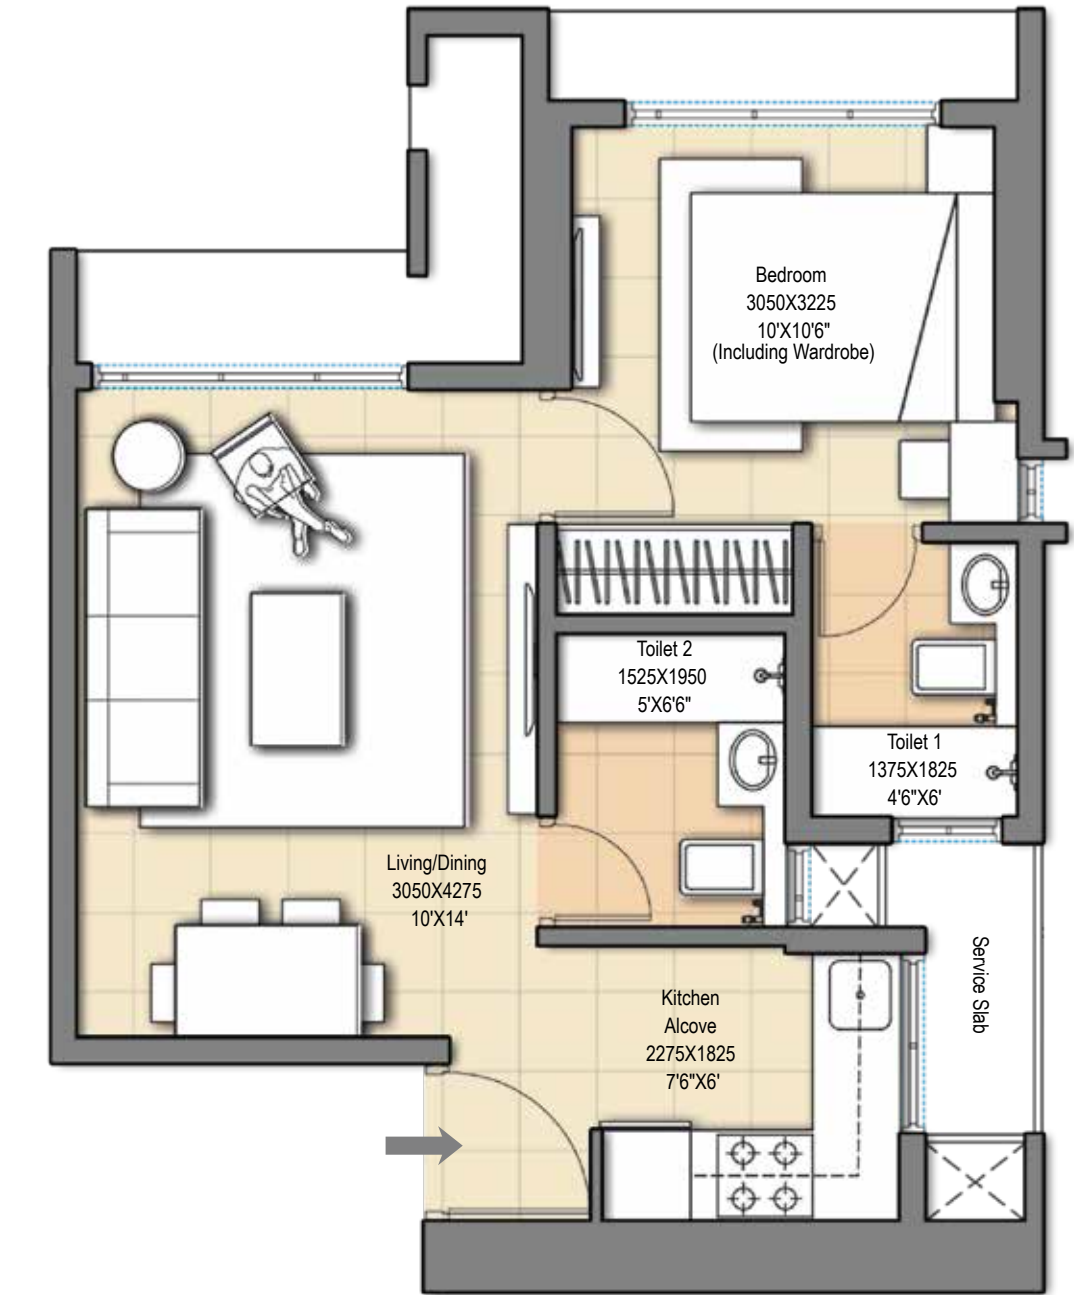 Bedroom
3050X3225
10'X10'6"
(Including Wardrobe)
Toilet 2
1525X1950
5'X6'6"
Toilet 1
1375X1825
4'6"X6'
Living/Dining
3050X4275
10'X14'
Kitchen
Alcove
2275X1825
7'6"X6'
Service Slab